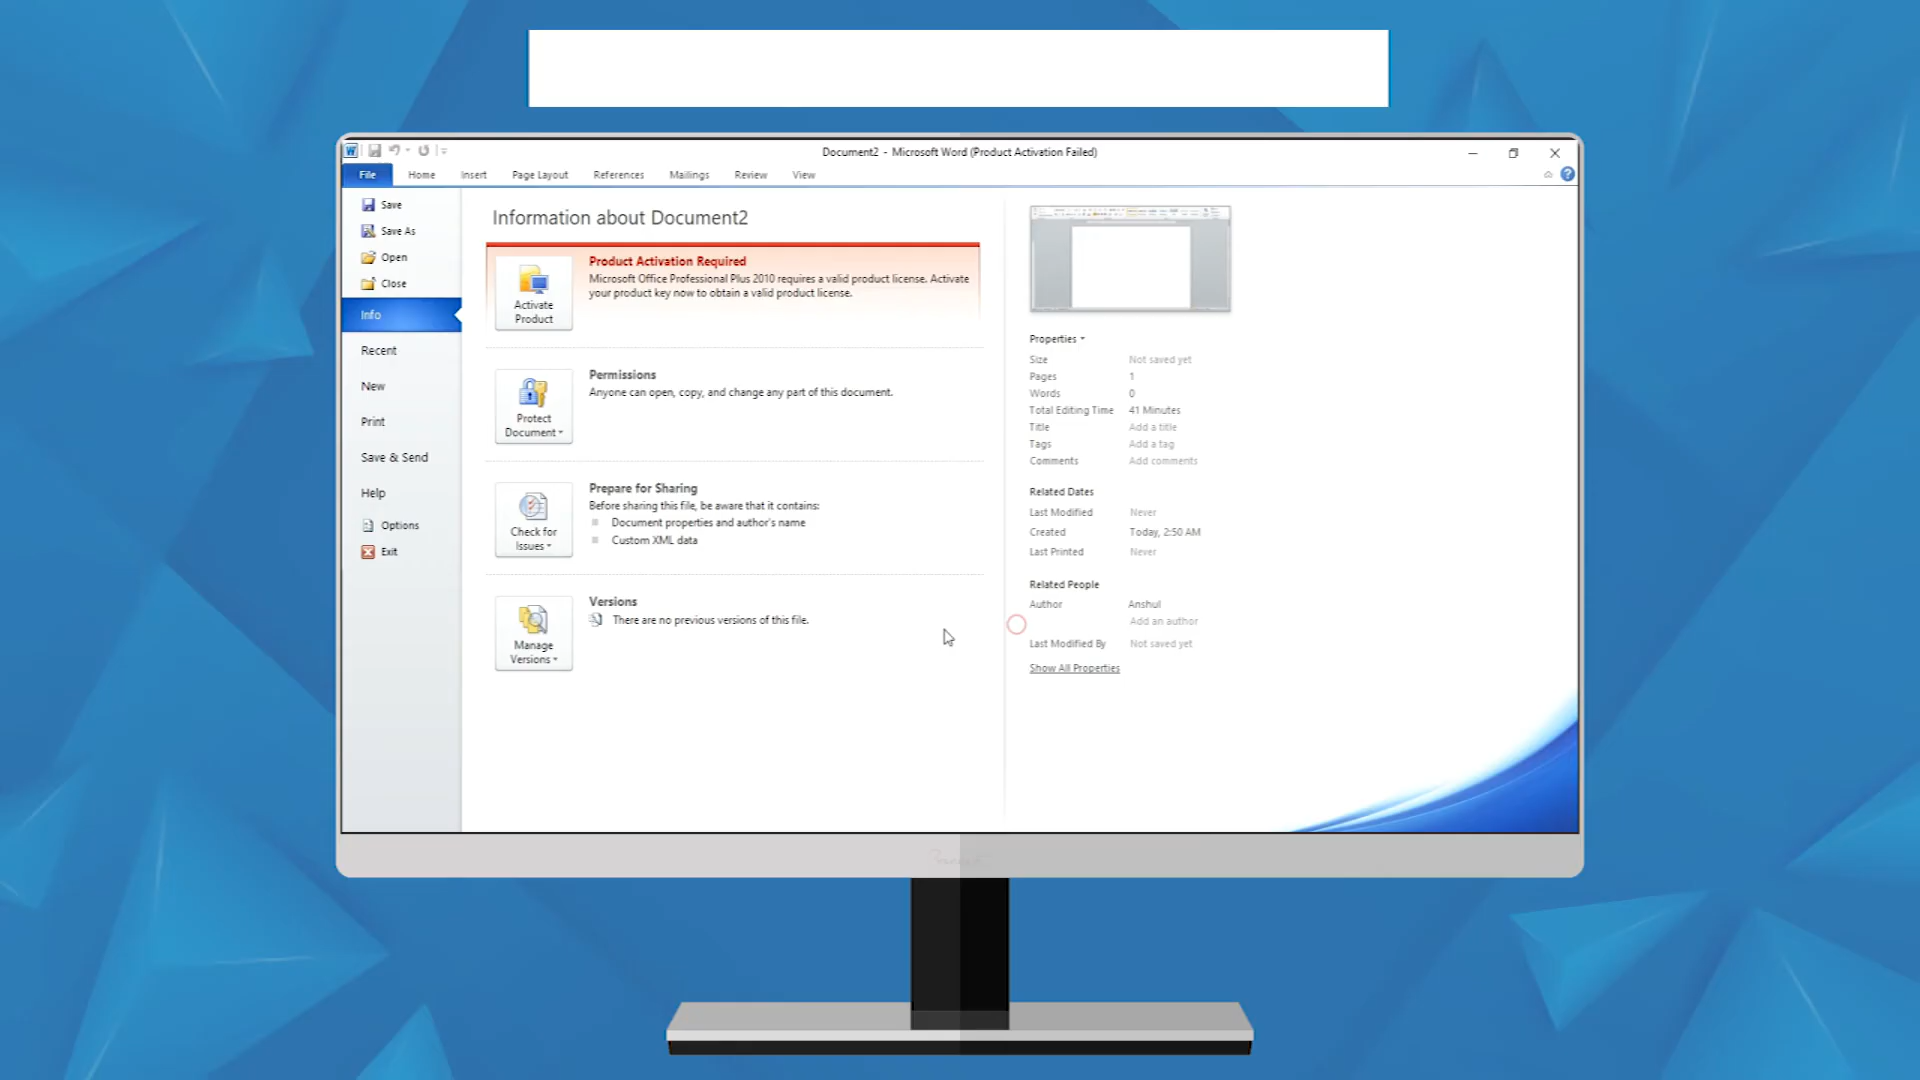 Document2 - Microsoft Word (Product Activation Failed)
File Home Insert Page Layout References Mailings Review View
Save
Save As
Open
Close
Info
Recent
New
Print
Save & Send
Help
Options
Exit
Information about Document2
Activate
Product
Product Activation Required
Microsoft Office Professional Plus 2010 requires a valid product license. Activate
your product key now to obtain a valid product license.
Protect
Document
Permissions
Anyone can open, copy, and change any part of this document.
Check for
Issues
Prepare for Sharing
Before sharing this file, be aware that it contains:
Document properties and author's name
Custom XML data
Manage
Versions
Versions
There are no previous versions of this file.
Properties
Size Not saved yet
Pages 1
Words 0
Total Editing Time 41 Minutes
Title Add a title
Tags Add a tag
Comments Add comments
Related Dates
Last Modified Never
Created Today, 2:50 AM
Last Printed Never
Related People
Author Anshul
Add an author
Last Modified By Not saved yet
Show All Properties